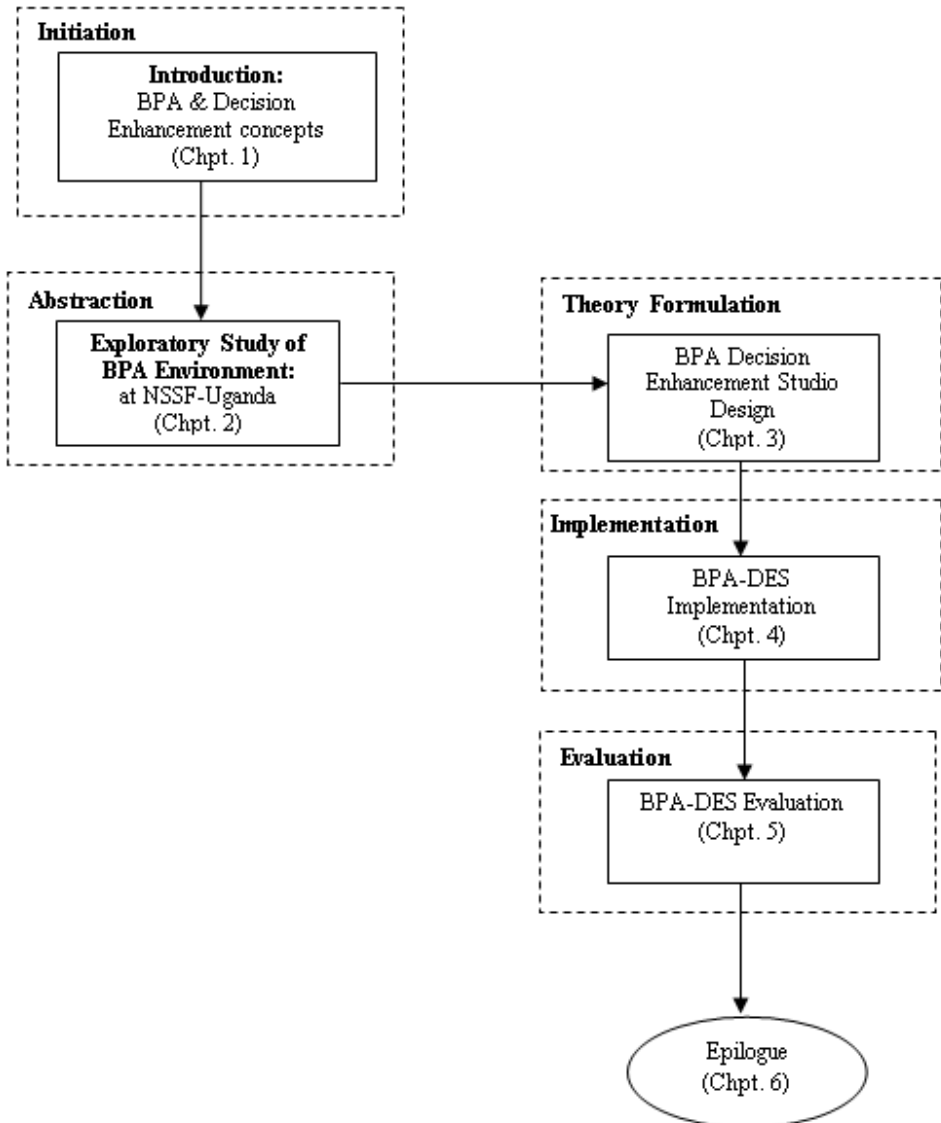 Initiation
Introduction:
BPA & Decision
Enhancement concepts
(Chpt. 1)
Abstraction
Exploratory Study of
BPA Environment:
at NSSF-Uganda
(Chpt. 2)
Theory Formulation
BPA Decision
Enhancement Studio
Design
(Chpt. 3)
Implementation
BPA-DES
Implementation
(Chpt. 4)
Evaluation
BPA-DES Evaluation
(Chpt. 5)
Epilogue
(Chpt. 6)